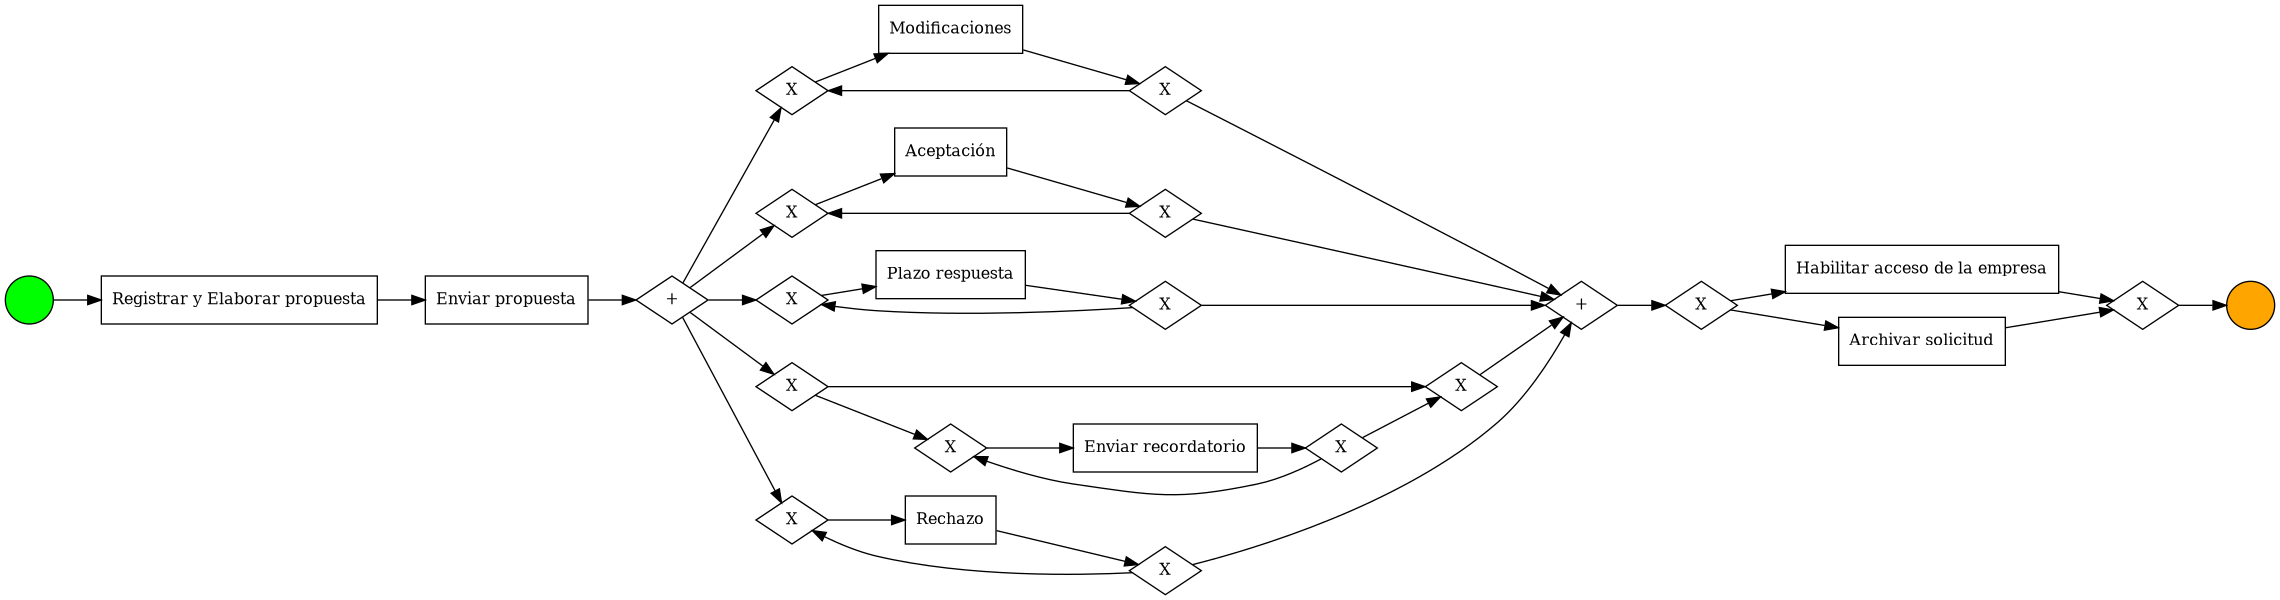 Modificaciones
X
X
Aceptación
X
X
Registrar y Elaborar propuesta
Enviar propuesta
+
X
Plazo respuesta
X
+
X
Habilitar acceso de la empresa
X
Archivar solicitud
X
X
X
Enviar recordatorio
X
X
Rechazo
X